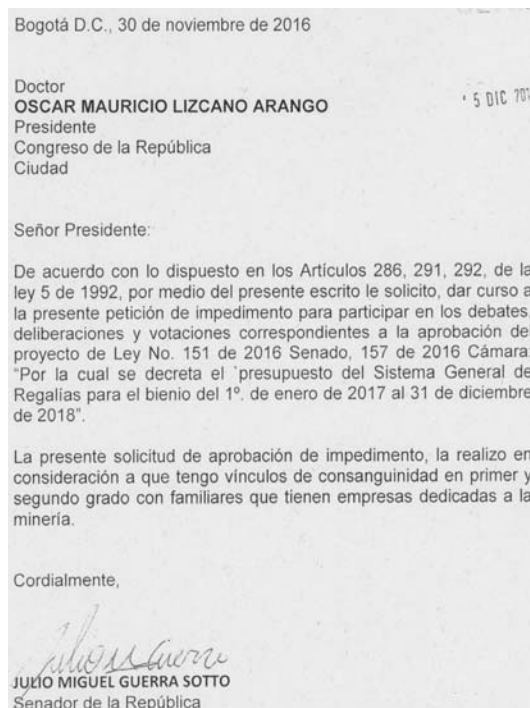 Bogotá D.C., 30 de noviembre de 2016
Doctor
OSCAR MAURICIO LIZCANO ARANGO
5 DIC 201
Presidente
Congreso de la República
Ciudad
Señor Presidente:
De acuerdo con lo dispuesto en los Artículos 286, 291, 292, de la
ley 5 de 1992, por medio del presente escrito le solicito, dar curso a
la presente petición de impedimento para participar en los debates,
deliberaciones y votaciones correspondientes a la aprobación de
proyecto de Ley No. 151 de 2016 Senado, 157 de 2016 Cámara
"Por la cual se decreta el `presupuesto del Sistema General de
Regalías para el bienio del 1º. de enero de 2017 al 31 de diciembre
de 2018".
La presente solicitud de aprobación de impedimento, la realizo en
consideración a que tengo vínculos de consanguinidad en primer y
segundo grado con familiares que tienen empresas dedicadas a la
minería.
Cordialmente,
Julio M Guerra
JULIO MIGUEL GUERRA SOTTO
Senador de la República